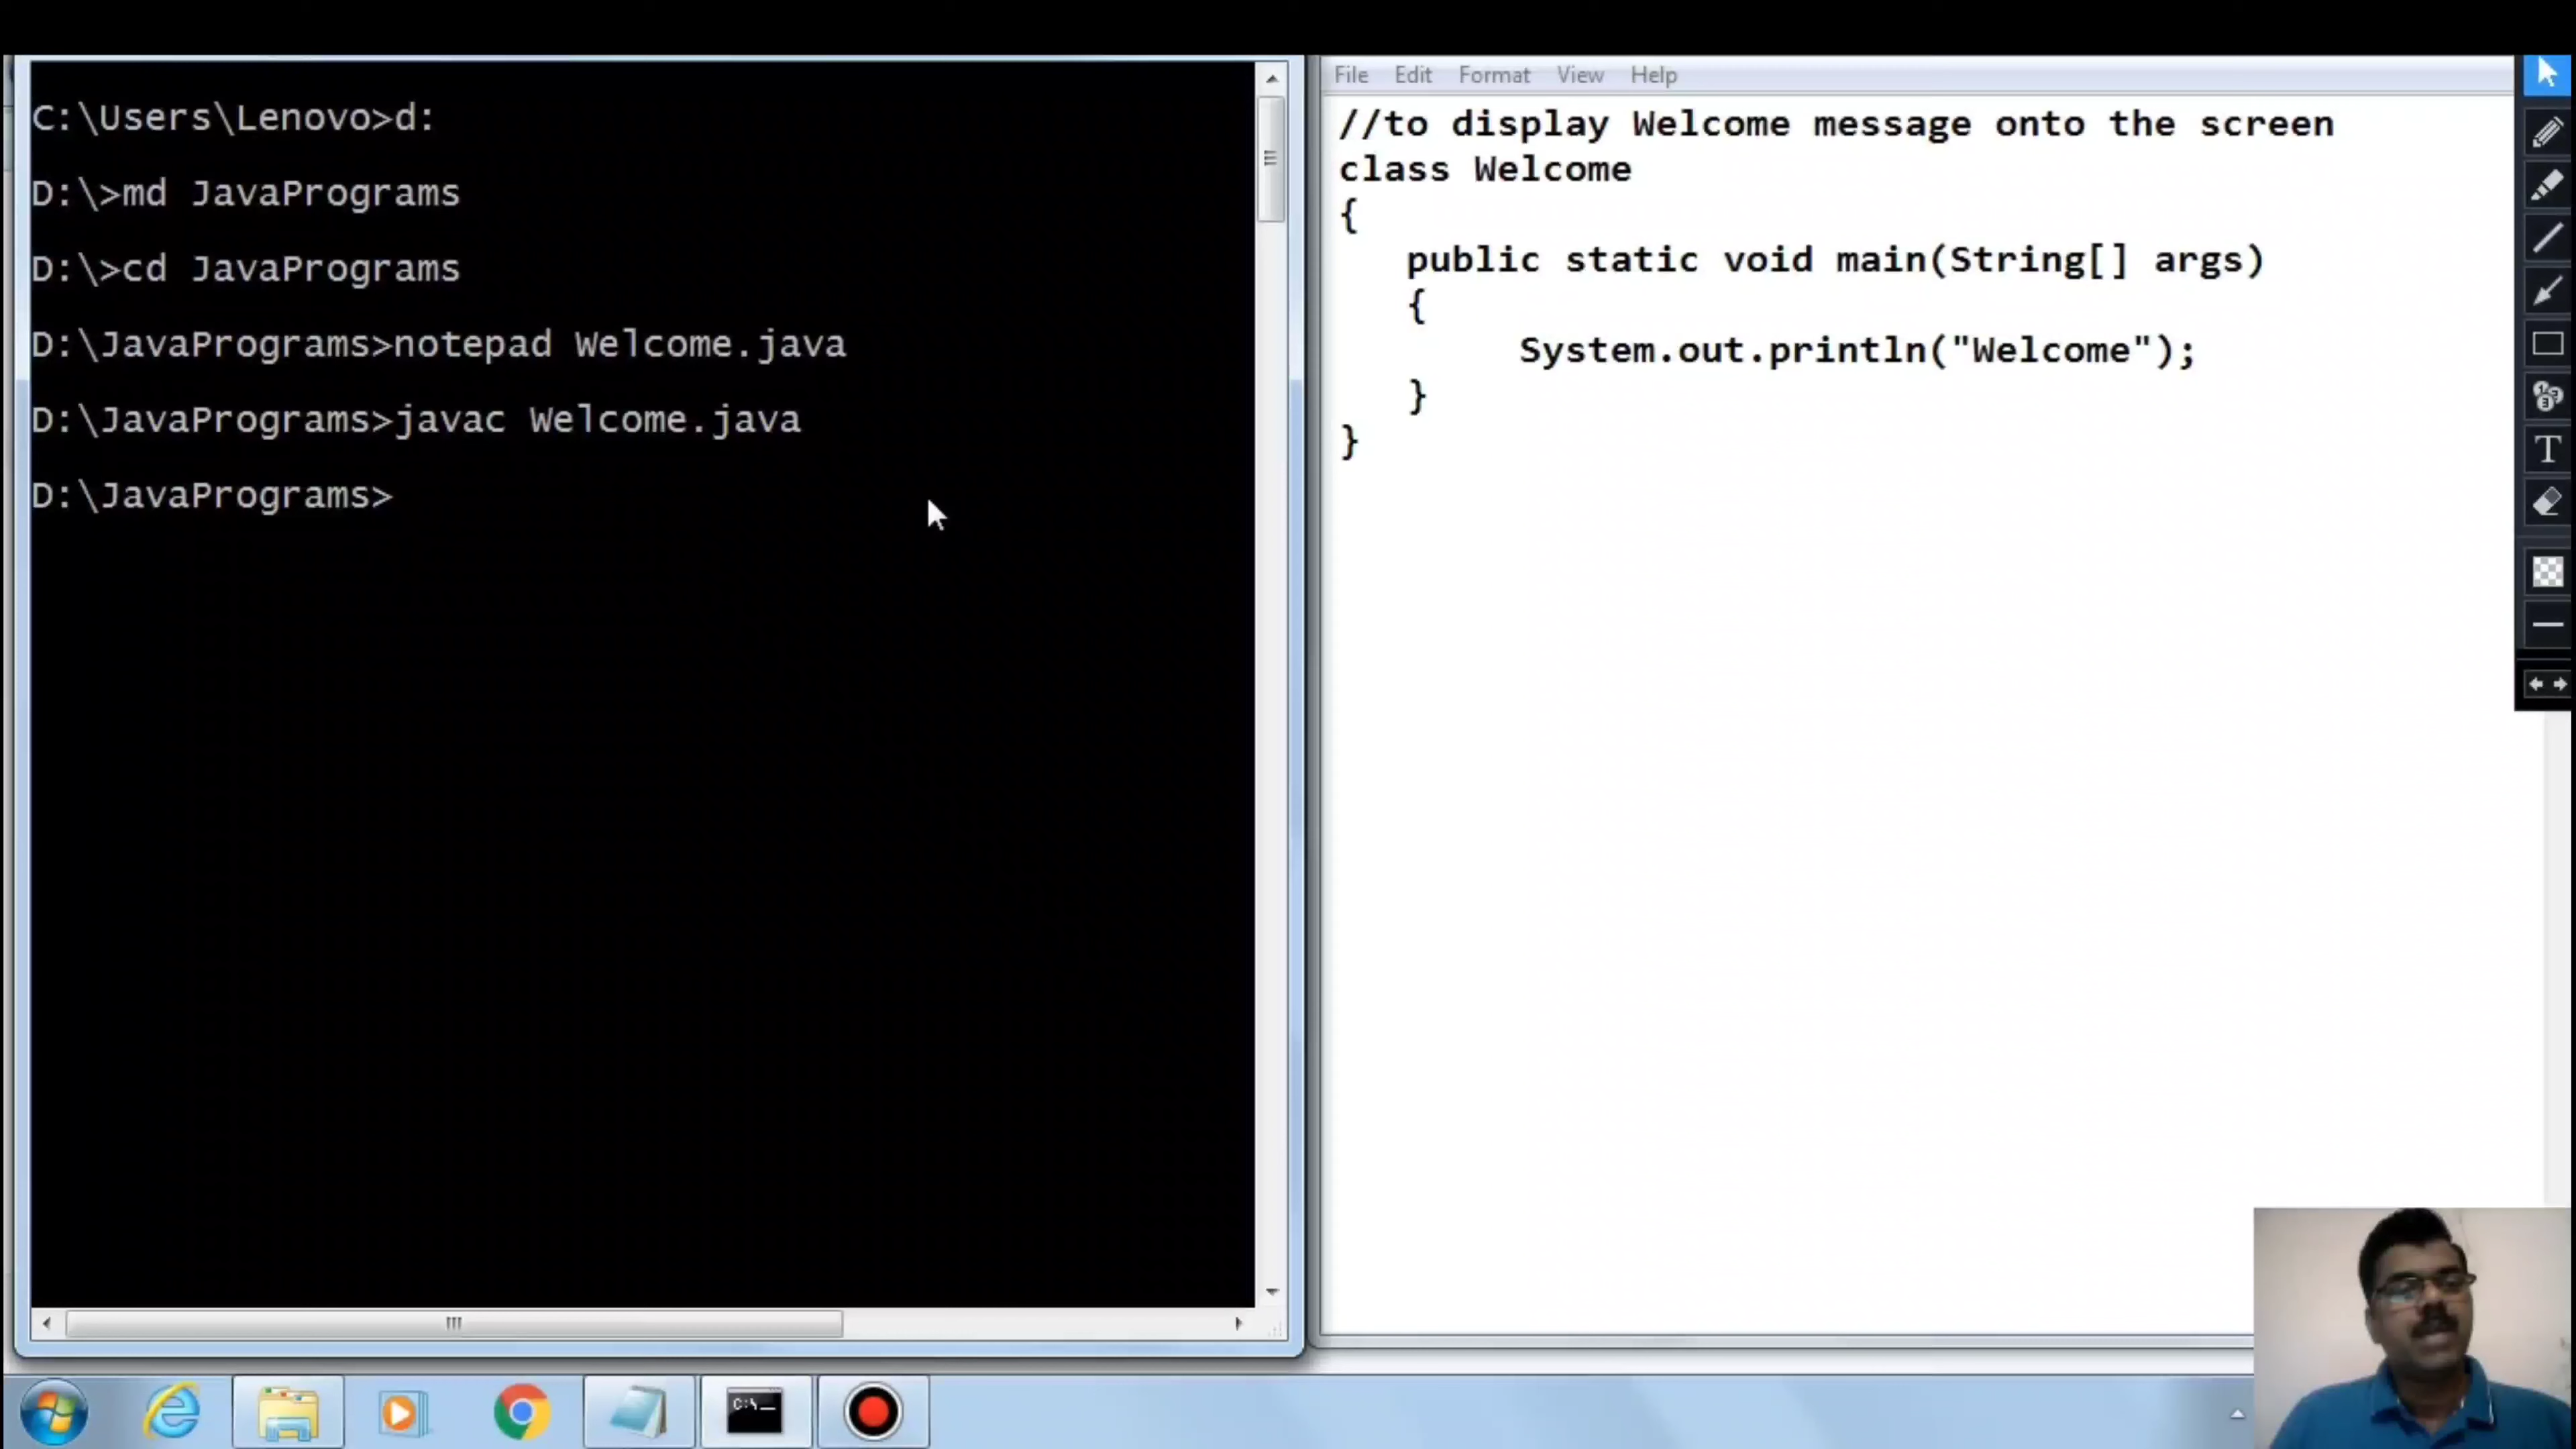 C:\Users\Lenovo>d:
D:\>md JavaPrograms
D:\>cd JavaPrograms
D:\JavaPrograms>notepad Welcome.java
D:\JavaPrograms>javac Welcome.java
D:\JavaPrograms>
File Edit Format View Help
//to display Welcome message onto the screen
class Welcome
{
public static void main(String[] args)
{
System.out.println("Welcome");
}
}
T
C:\_